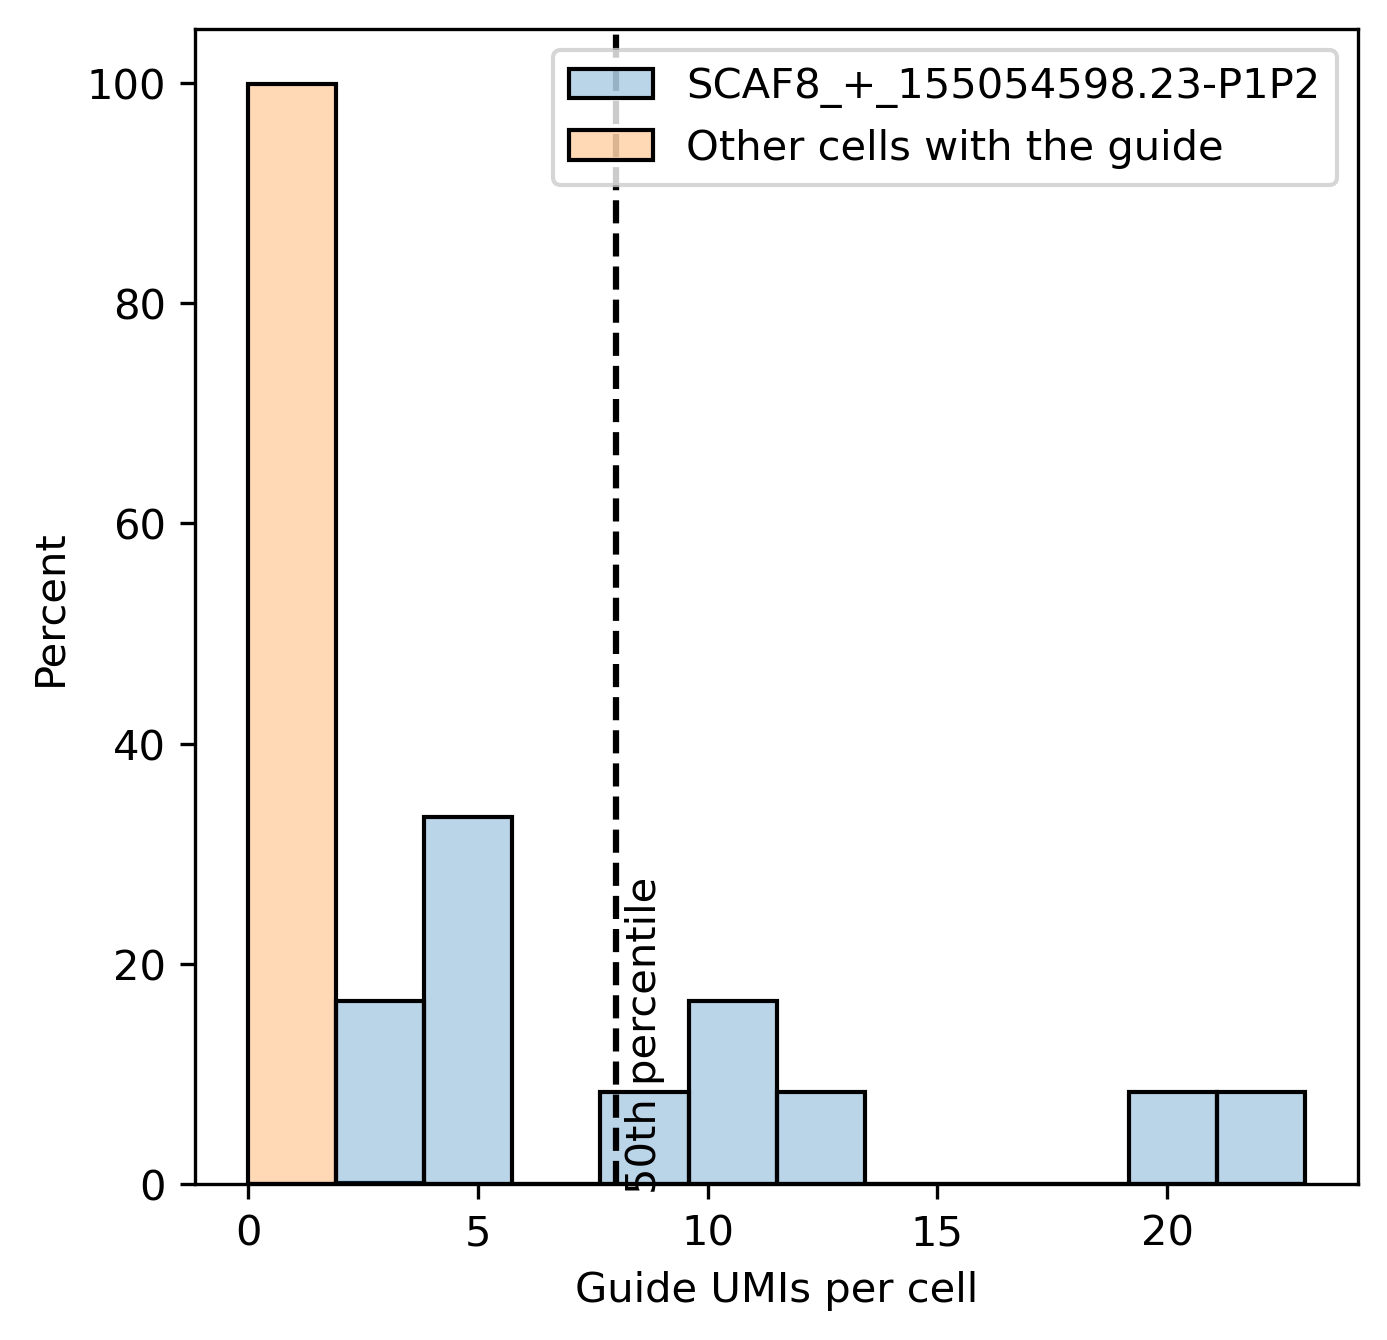 SCAF8_+_155054598.23-P1P2
Other cells with the guide
100
80
60
40
20
0
Percent
50th percentile
0 5 10 15 20
Guide UMIs per cell